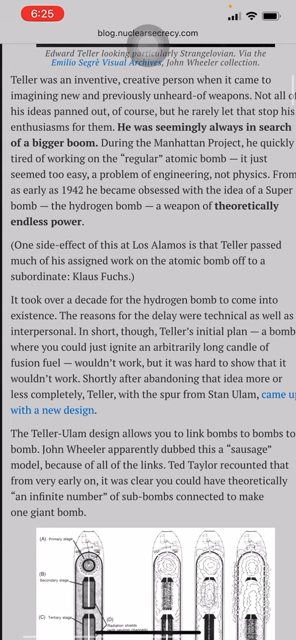 6:25
blog.nuclearsecrecy.com
Edward Teller looking particularly Strangelovian. Via the
Emilio Segrè Visual Archives, John Wheeler collection.
Teller was an inventive, creative person when it came to
imagining new and previously unheard-of weapons. Not all of
his ideas panned out, of course, but he rarely let that stop his
enthusiasms for them. He was seemingly always in search
of a bigger boom. During the Manhattan Project, he quickly
tired of working on the “regular” atomic bomb — it just
seemed too easy, a problem of engineering, not physics. From
as early as 1942 he became obsessed with the idea of a Super
bomb — the hydrogen bomb — a weapon of theoretically
endless power.
(One side-effect of this at Los Alamos is that Teller passed
much of his assigned work on the atomic bomb off to a
subordinate: Klaus Fuchs.)
It took over a decade for the hydrogen bomb to come into
existence. The reasons for the delay were technical as well as
interpersonal. In short, though, Teller’s initial plan — a bomb
where you could just ignite an arbitrarily long candle of
fusion fuel — wouldn’t work, but it was hard to show that it
wouldn’t work. Shortly after abandoning that idea more or
less completely, Teller, with the spur from Stan Ulam, came up
with a new design.
The Teller-Ulam design allows you to link bombs to bombs to
bomb. John Wheeler apparently dubbed this a “sausage”
model, because of all of the links. Ted Taylor recounted that
from very early on, it was clear you could have theoretically
“an infinite number” of sub-bombs connected to make
one giant bomb.
(A) Primary stage
(B)
Secondary stage
(C) Tertiary stage
(D)
Radiation shields